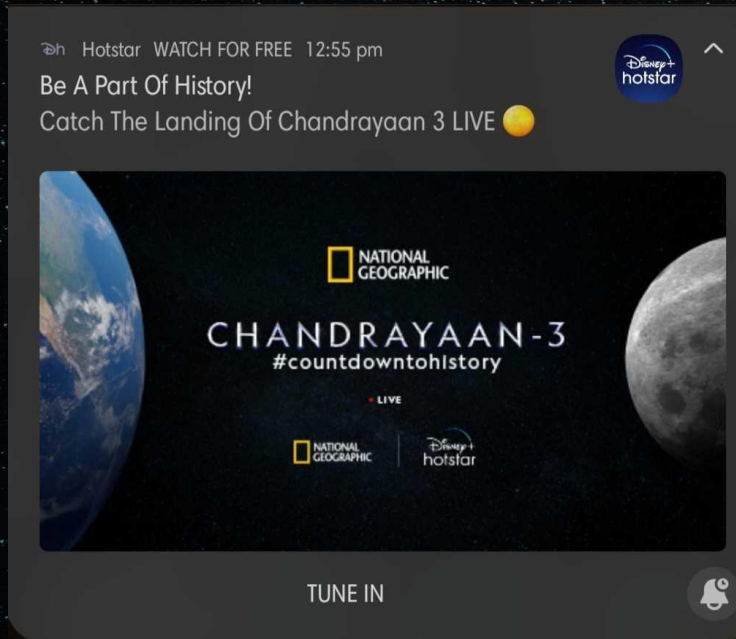 Hotstar WATCH FOR FREE 12:55 pm
Disney+
hotstar
Be A Part Of History!
Catch The Landing Of Chandrayaan 3 LIVE 🌕
NATIONAL
GEOGRAPHIC
CHANDRAYAAN-3
#countdowntohistory
LIVE
NATIONAL
GEOGRAPHIC
Disney+
hotstar
TUNE IN